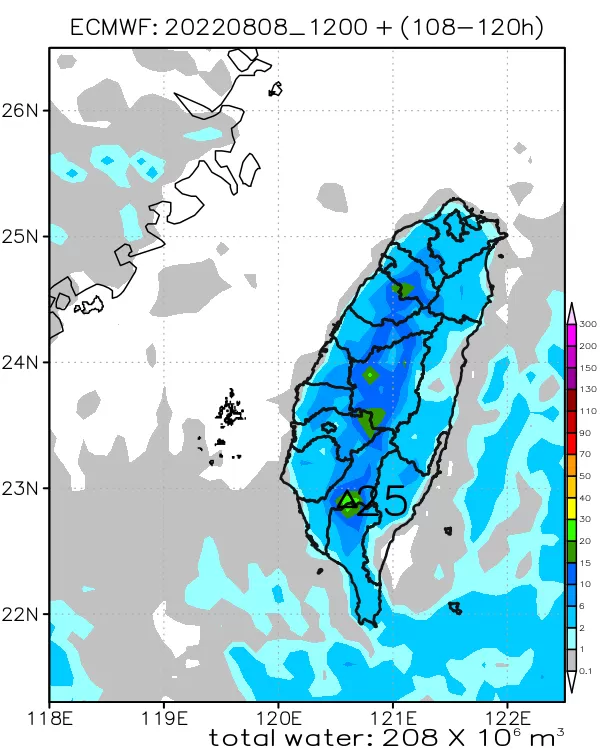 ECMWF: 20220808_1200 + (108-120h)
26N
25N
24N
23N
22N
118E 119E 120E 121E 122E
25
300
200
150
130
110
90
70
50
40
30
20
15
10
6
2
1
0.1
total water: 208 X 10⁶ m³